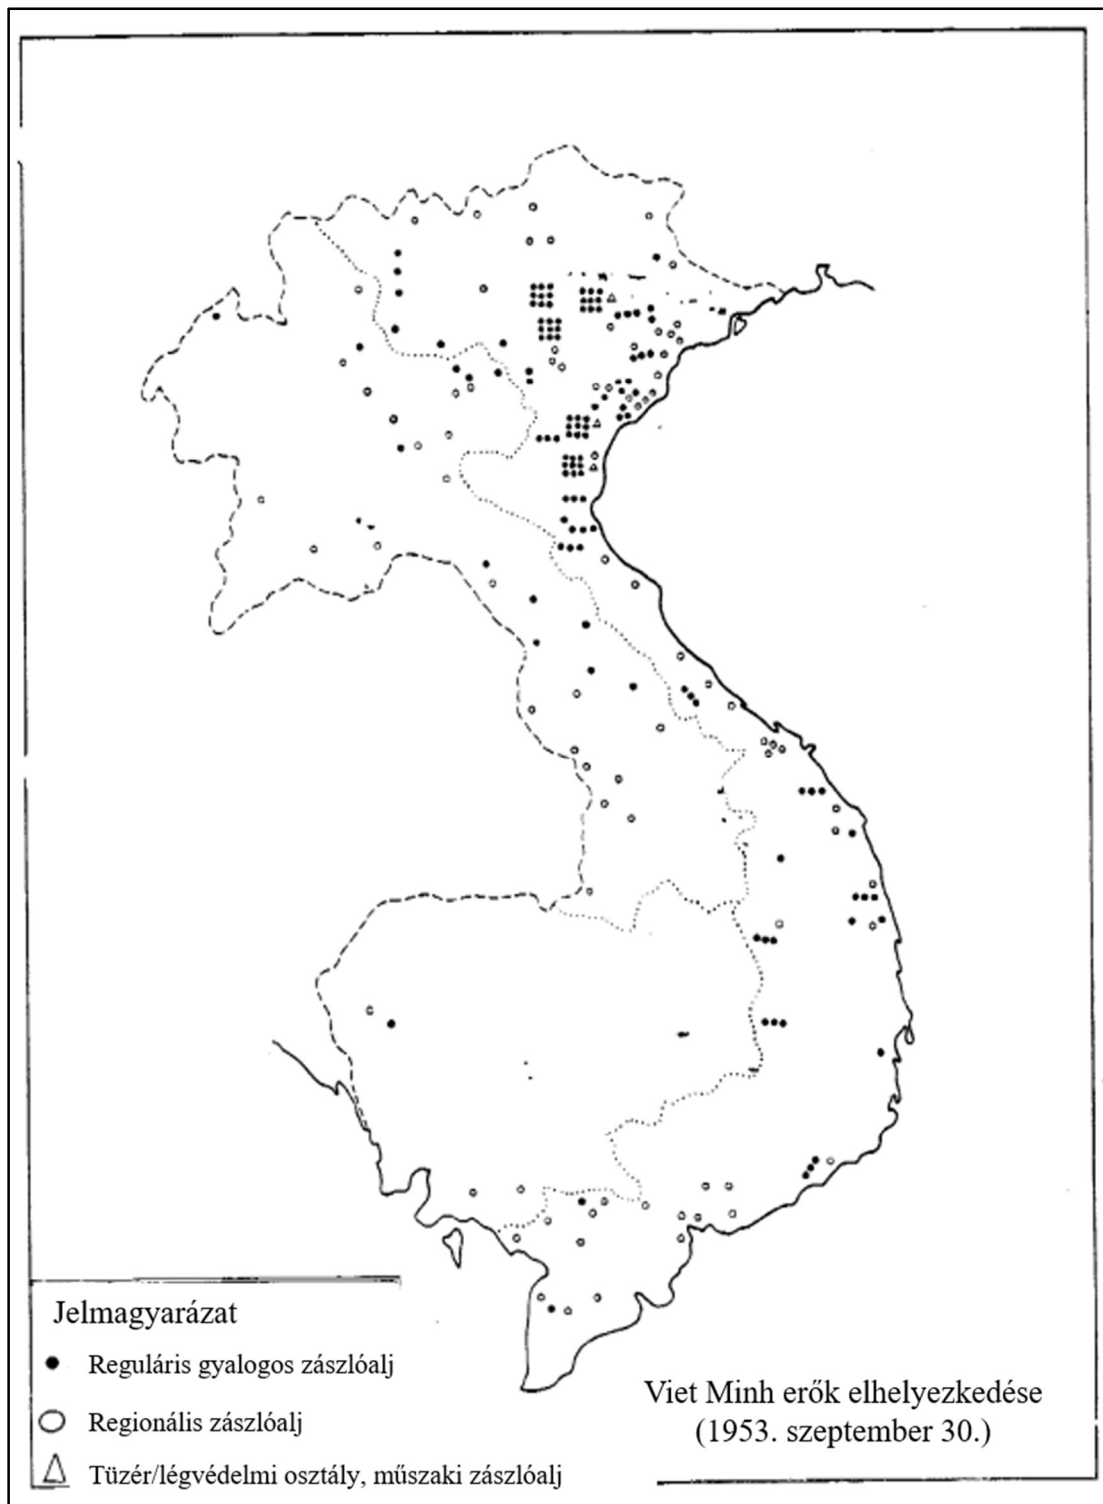 Jelmagyarázat
Reguláris gyalogos zászlóalj
Regionális zászlóalj
Tüzér/légvédelmi osztály, műszaki zászlóalj
Viet Minh erők elhelyezkedése
(1953. szeptember 30.)